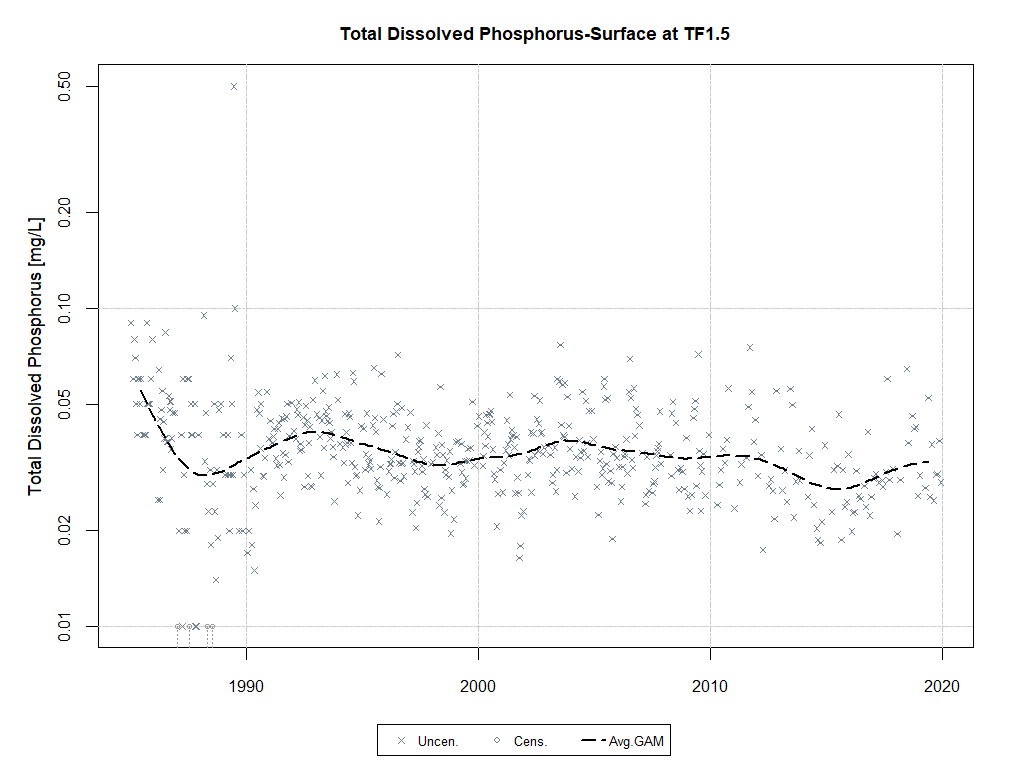 Total Dissolved Phosphorus-Surface at TF1.5
Total Dissolved Phosphorus [mg/L]
0.50
0.20
0.10
0.05
0.02
0.01
1990 2000 2010 2020
Uncen. Cens. Avg.GAM